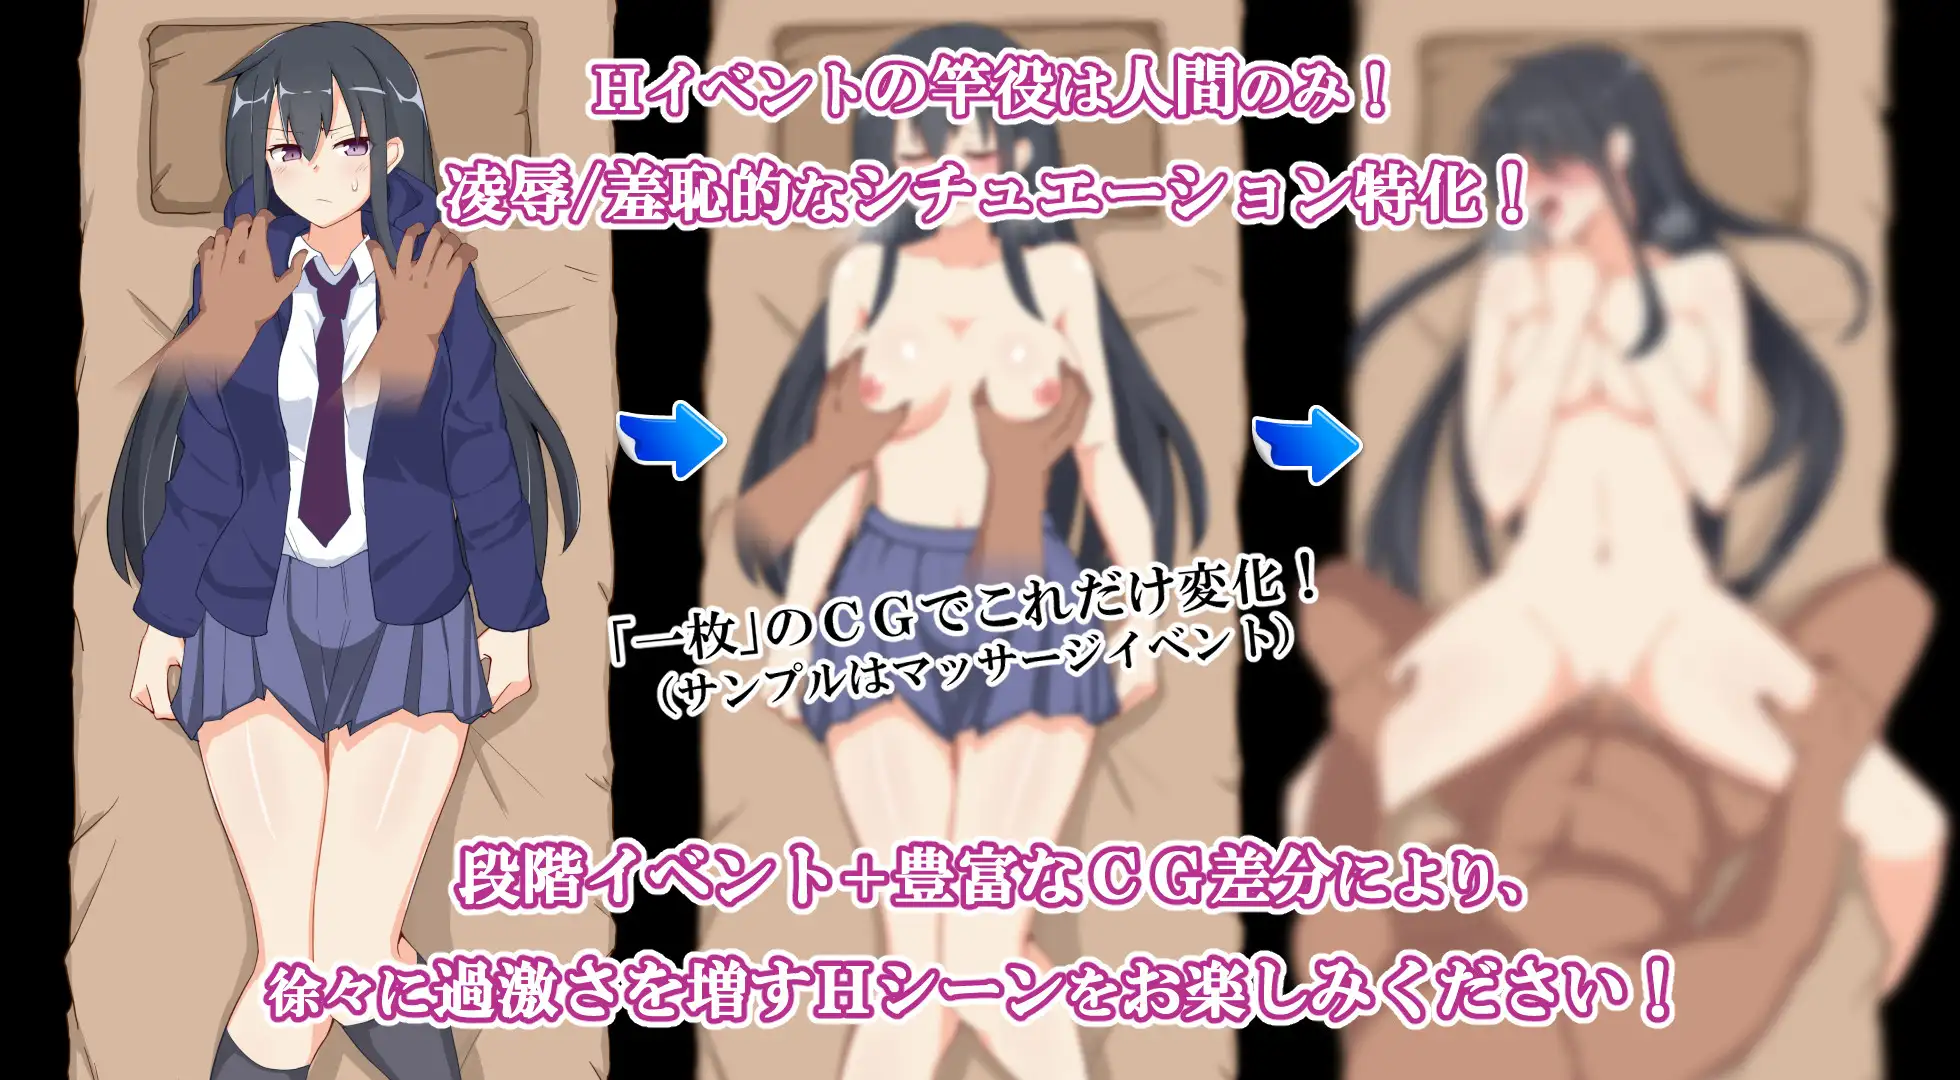 Hイベントの竿役は人間のみ！
凌辱/羞恥的なシチュエーション特化！
「一枚」のCGでこれだけ変化！
（サンプルはマッサージイベント）
段階イベント+豊富なCG差分により、
徐々に過激さを増すHシーンをお楽しみください！